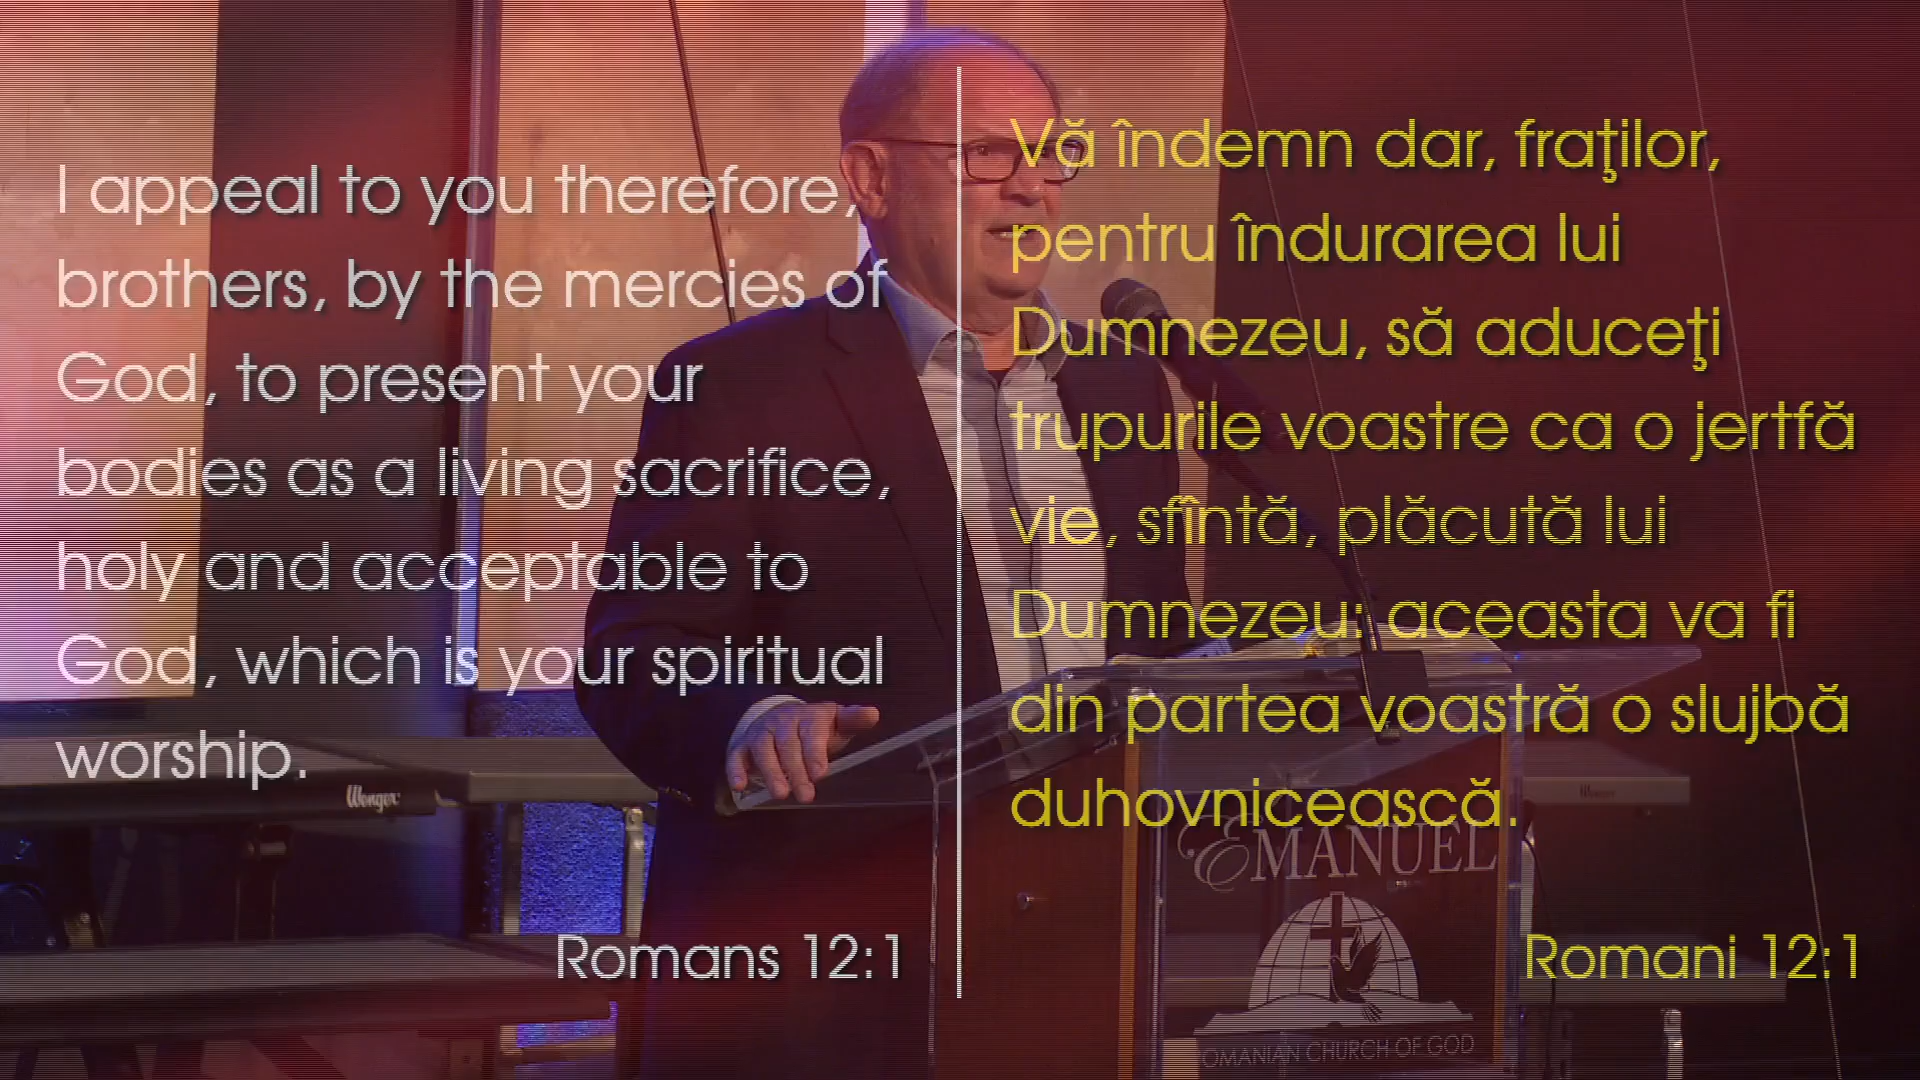 I appeal to you therefore,
brothers, by the mercies of
God, to present your
bodies as a living sacrifice,
holy and acceptable to
God, which is your spiritual
worship.
Romans 12:1
Vă îndemn dar, fraţilor,
pentru îndurarea lui
Dumnezeu, să aduceţi
trupurile voastre ca o jertfă
vie, sfîntă, plăcută lui
Dumnezeu: aceasta va fi
din partea voastră o slujbă
duhovnicească.
Romani 12:1
Wenger
Wenger
EMANUEL
OMANIAN CHURCH OF GOD